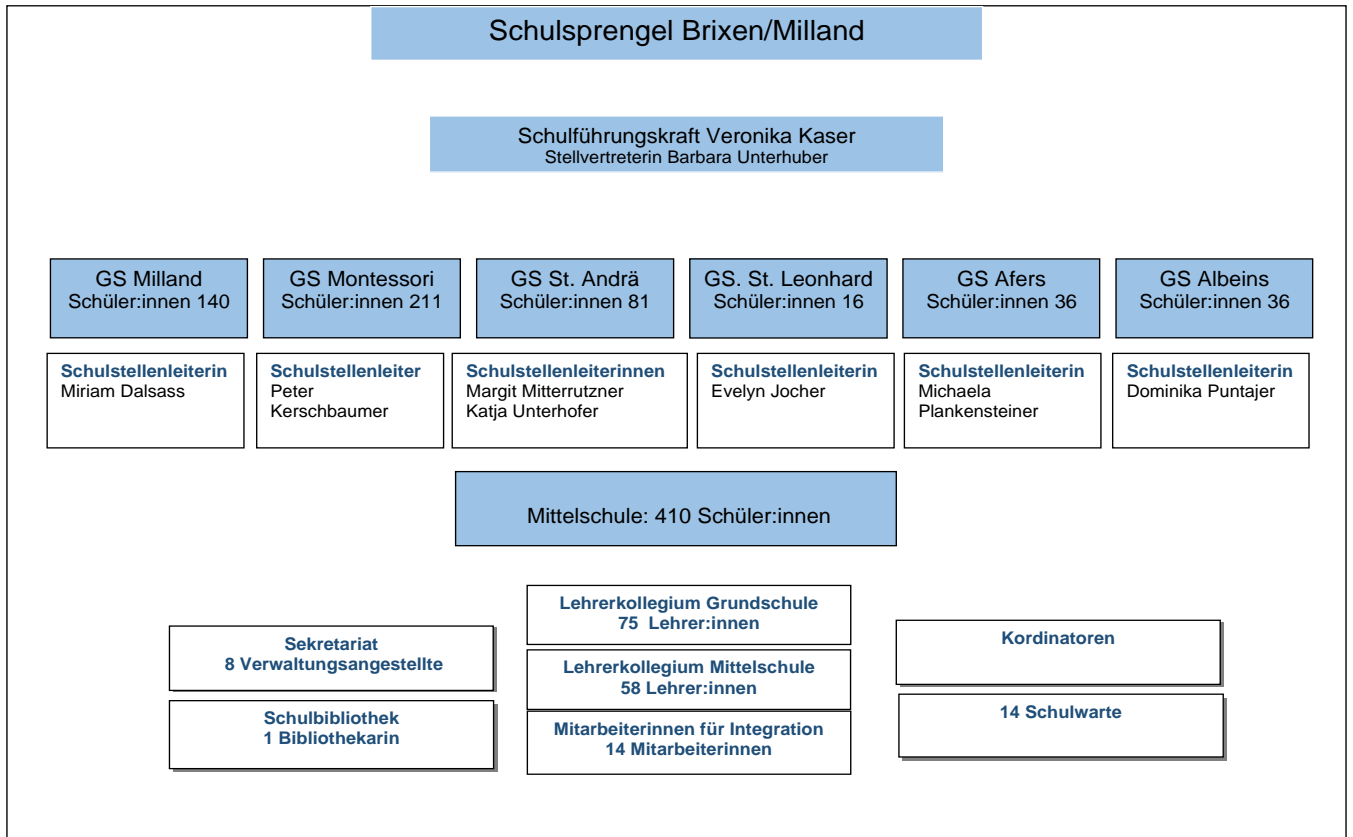 Schulsprengel Brixen/Milland
Schulführungskraft Veronika Kaser
Stellvertreterin Barbara Unterhuber
GS Milland
Schüler:innen 140
GS Montessori
Schüler:innen 211
GS St. Andrä
Schüler:innen 81
GS. St. Leonhard
Schüler:innen 16
GS Afers
Schüler:innen 36
GS Albeins
Schüler:innen 36
Schulstellenleiterin
Miriam Dalsass
Schulstellenleiter
Peter
Kerschbaumer
Schulstellenleiterinnen
Margit Mitterrutzner
Katja Unterhofer
Schulstellenleiterin
Evelyn Jocher
Schulstellenleiterin
Michaela
Plankensteiner
Schulstellenleiterin
Dominika Puntajer
Mittelschule: 410 Schüler:innen
Sekretariat
8 Verwaltungsangestellte
Schulbibliothek
1 Bibliothekarin
Lehrerkollegium Grundschule
75 Lehrer:innen
Lehrerkollegium Mittelschule
58 Lehrer:innen
Mitarbeiterinnen für Integration
14 Mitarbeiterinnen
Kordinatoren
14 Schulwarte